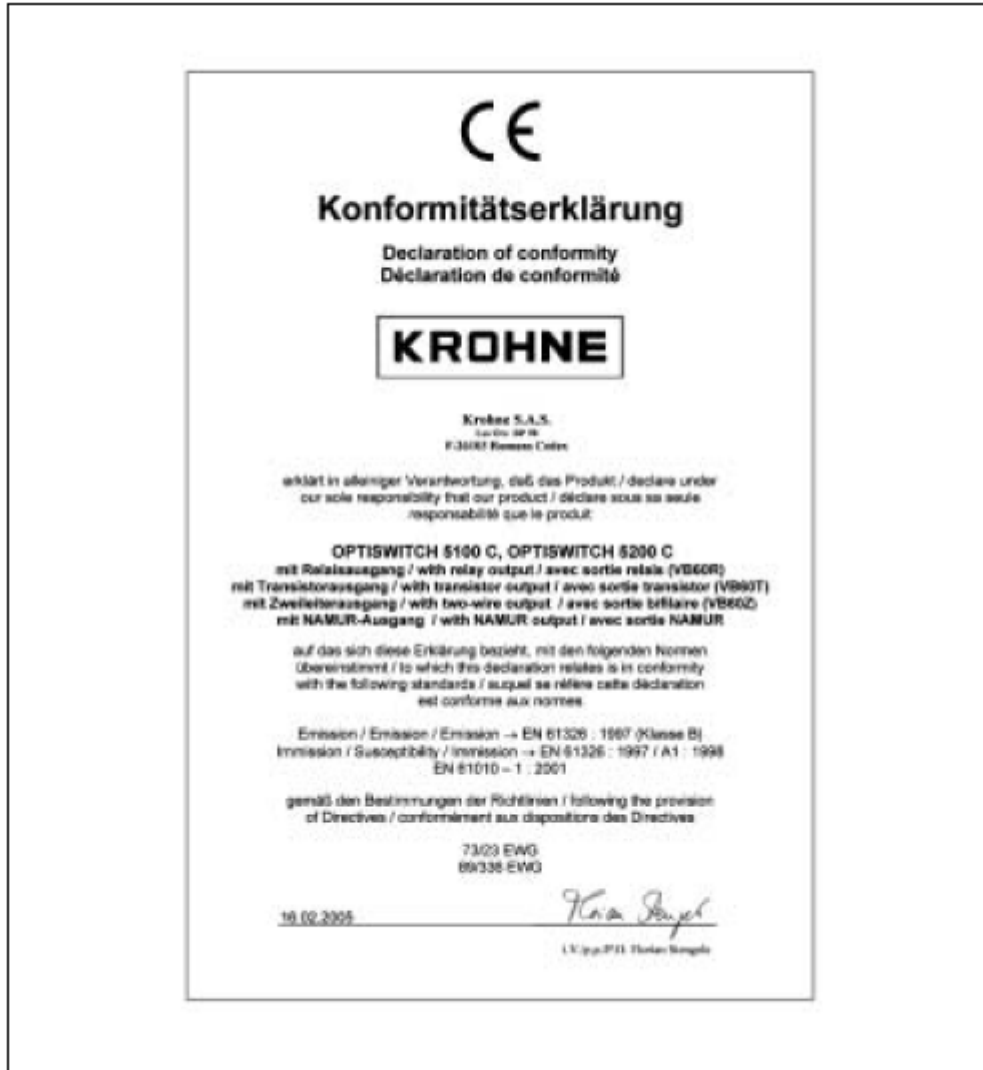 CE
Konformitätserklärung
Declaration of conformity
Déclaration de conformité
KROHNE
Krohne S.A.S.
BP 98
Romans Cedex
erklärt in alleiniger Verantwortung, daß das Produkt / declare under
our sole responsibility that our product / déclare sous sa seule
responsabilité que le produit
OPTISWITCH 5100 C, OPTISWITCH 5200 C
mit Relaisausgang / with relay output / avec sortie relais (VB60R)
mit Transistorausgang / with transistor output / avec sortie transistor (VB60T)
mit Zweileiterausgang / with two-wire output / avec sortie bifilaire (VB60Z)
mit NAMUR-Ausgang / with NAMUR output / avec sortie NAMUR
auf das sich diese Erklärung bezieht, mit den folgenden Normen
übereinstimmt / to which this declaration relates is in conformity
with the following standards / auquel se réfère cette déclaration
est conforme aux normes
Emission / Emission / Emission → EN 61326 : 1997 (Klasse B)
Immission / Susceptibility / Immission → EN 61326 : 1997 / A1 : 1998
EN 61010 – 1 : 2001
gemäß den Bestimmungen der Richtlinien / following the provision
of Directives / conformément aux dispositions des Directives
73/23 EWG
89/336 EWG
16.02.2005
Florian Stengele